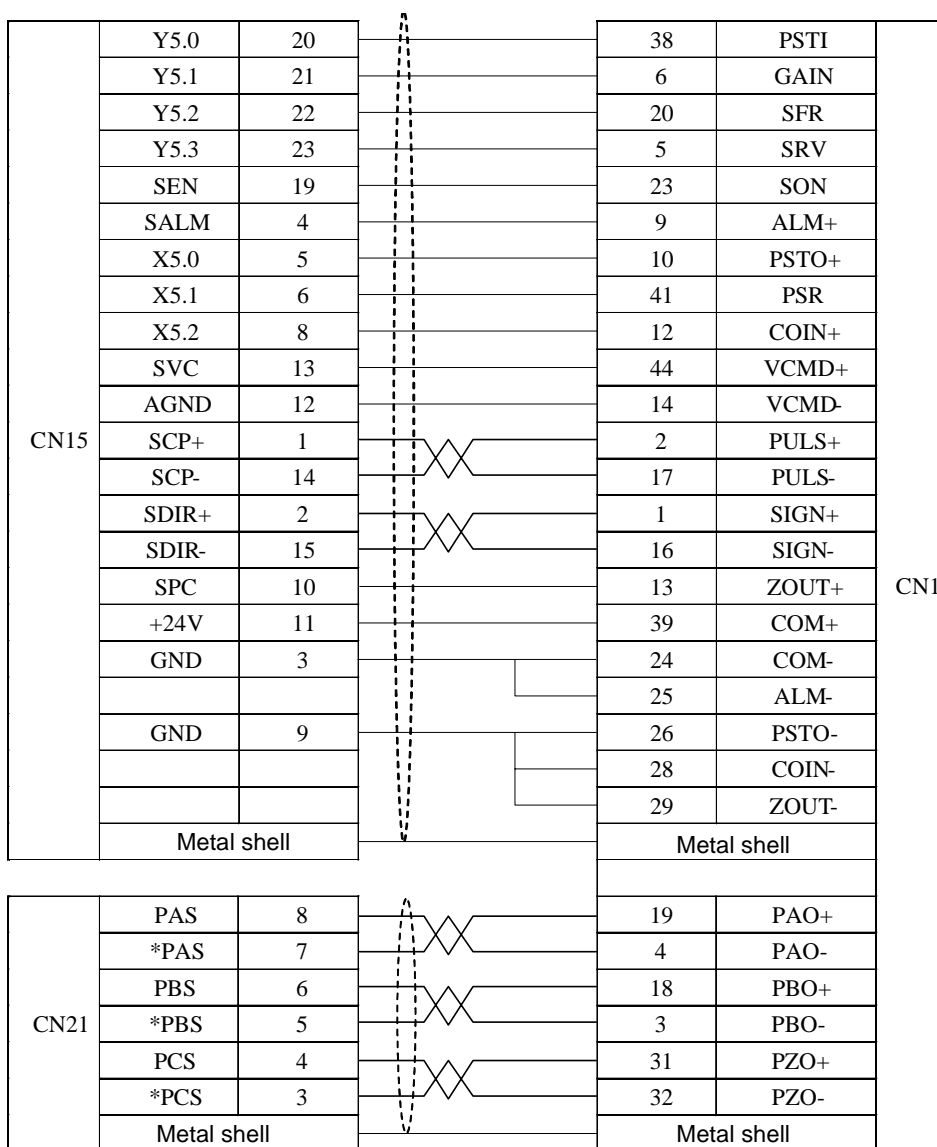 Y5.0 20 38 PSTI
Y5.1 21 6 GAIN
Y5.2 22 20 SFR
Y5.3 23 5 SRV
SEN 19 23 SON
SALM 4 9 ALM+
X5.0 5 10 PSTO+
X5.1 6 41 PSR
X5.2 8 12 COIN+
SVC 13 44 VCMD+
AGND 12 14 VCMD-
CN15 SCP+ 1 2 PULS+
SCP- 14 17 PULS-
SDIR+ 2 1 SIGN+
SDIR- 15 16 SIGN-
SPC 10 13 ZOUT+ CN1
+24V 11 39 COM+
GND 3 24 COM-
25 ALM-
GND 9 26 PSTO-
28 COIN-
29 ZOUT-
Metal shell Metal shell
PAS 8 19 PAO+
*PAS 7 4 PAO-
PBS 6 18 PBO+
CN21 *PBS 5 3 PBO-
PCS 4 31 PZO+
*PCS 3 32 PZO-
Metal shell Metal shell